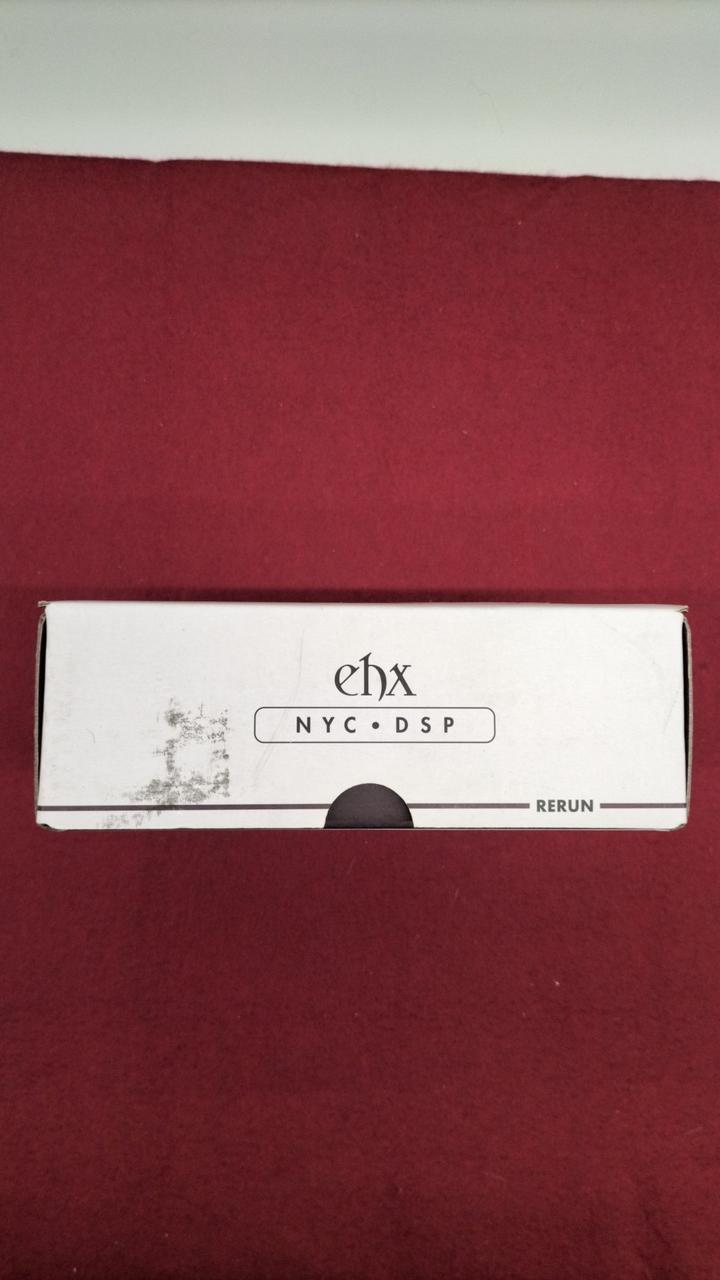 ehx
NYC • DSP
RERUN